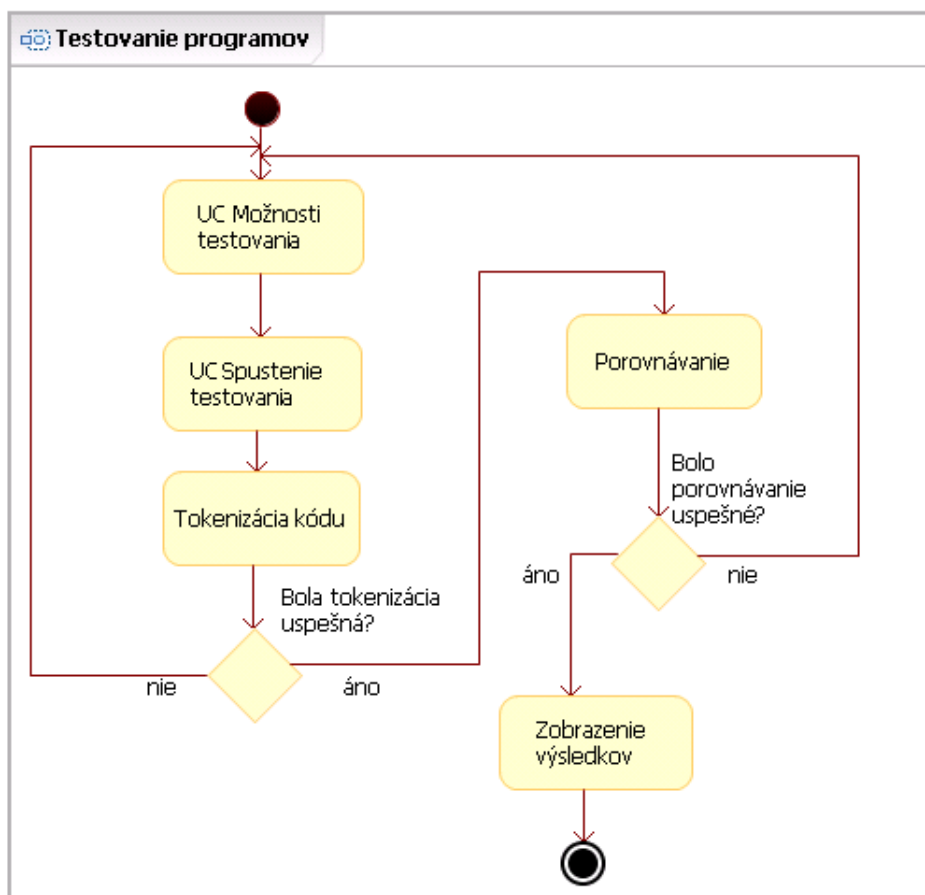 Testovanie programov
UC Možnosti
testovania
UC Spustenie
testovania
Tokenizácia kódu
Bola tokenizácia
uspešná?
nie
áno
Porovnávanie
Bolo
porovnávanie
uspešné?
áno
nie
Zobrazenie
výsledkov